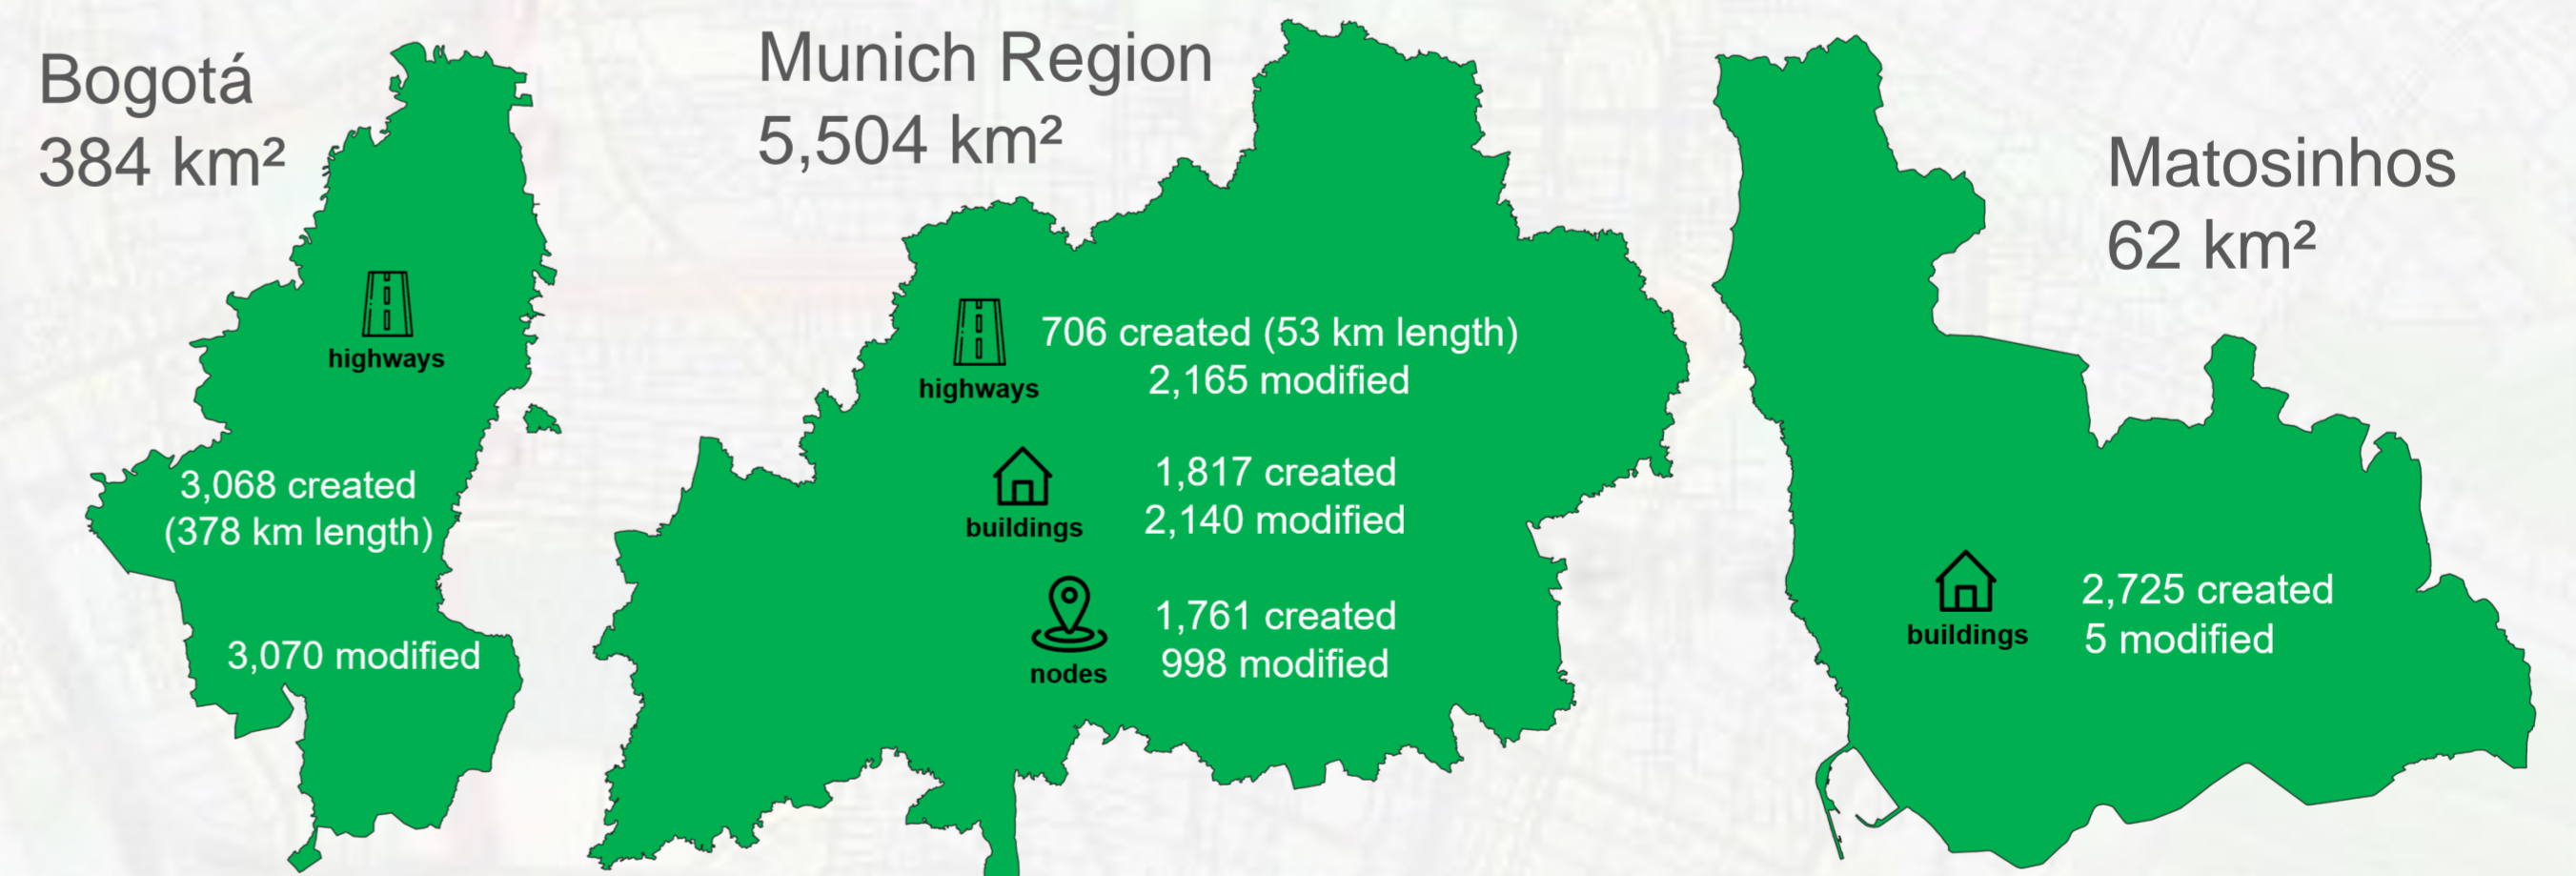 Bogotá
384 km²
highways
3,068 created
(378 km length)
3,070 modified
Munich Region
5,504 km²
highways
706 created (53 km length)
2,165 modified
buildings
1,817 created
2,140 modified
nodes
1,761 created
998 modified
Matosinhos
62 km²
buildings
2,725 created
5 modified